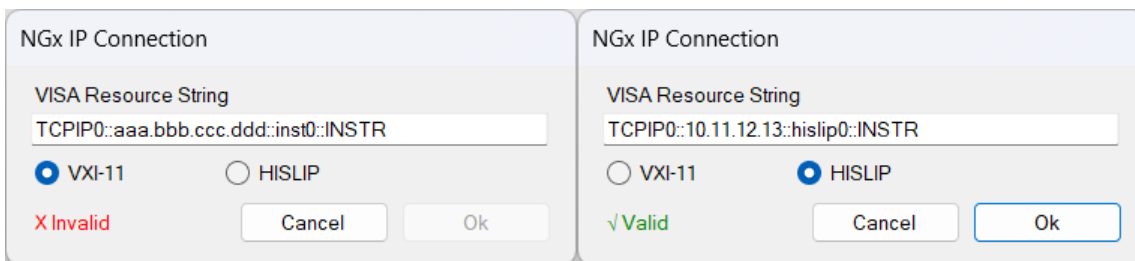 NGx IP Connection
VISA Resource String
TCPIP0::aaa.bbb.ccc.ddd::inst0::INSTR
VXI-11 HISLIP
X Invalid Cancel Ok
NGx IP Connection
VISA Resource String
TCPIP0::10.11.12.13::hislip0::INSTR
VXI-11 HISLIP
√ Valid Cancel Ok